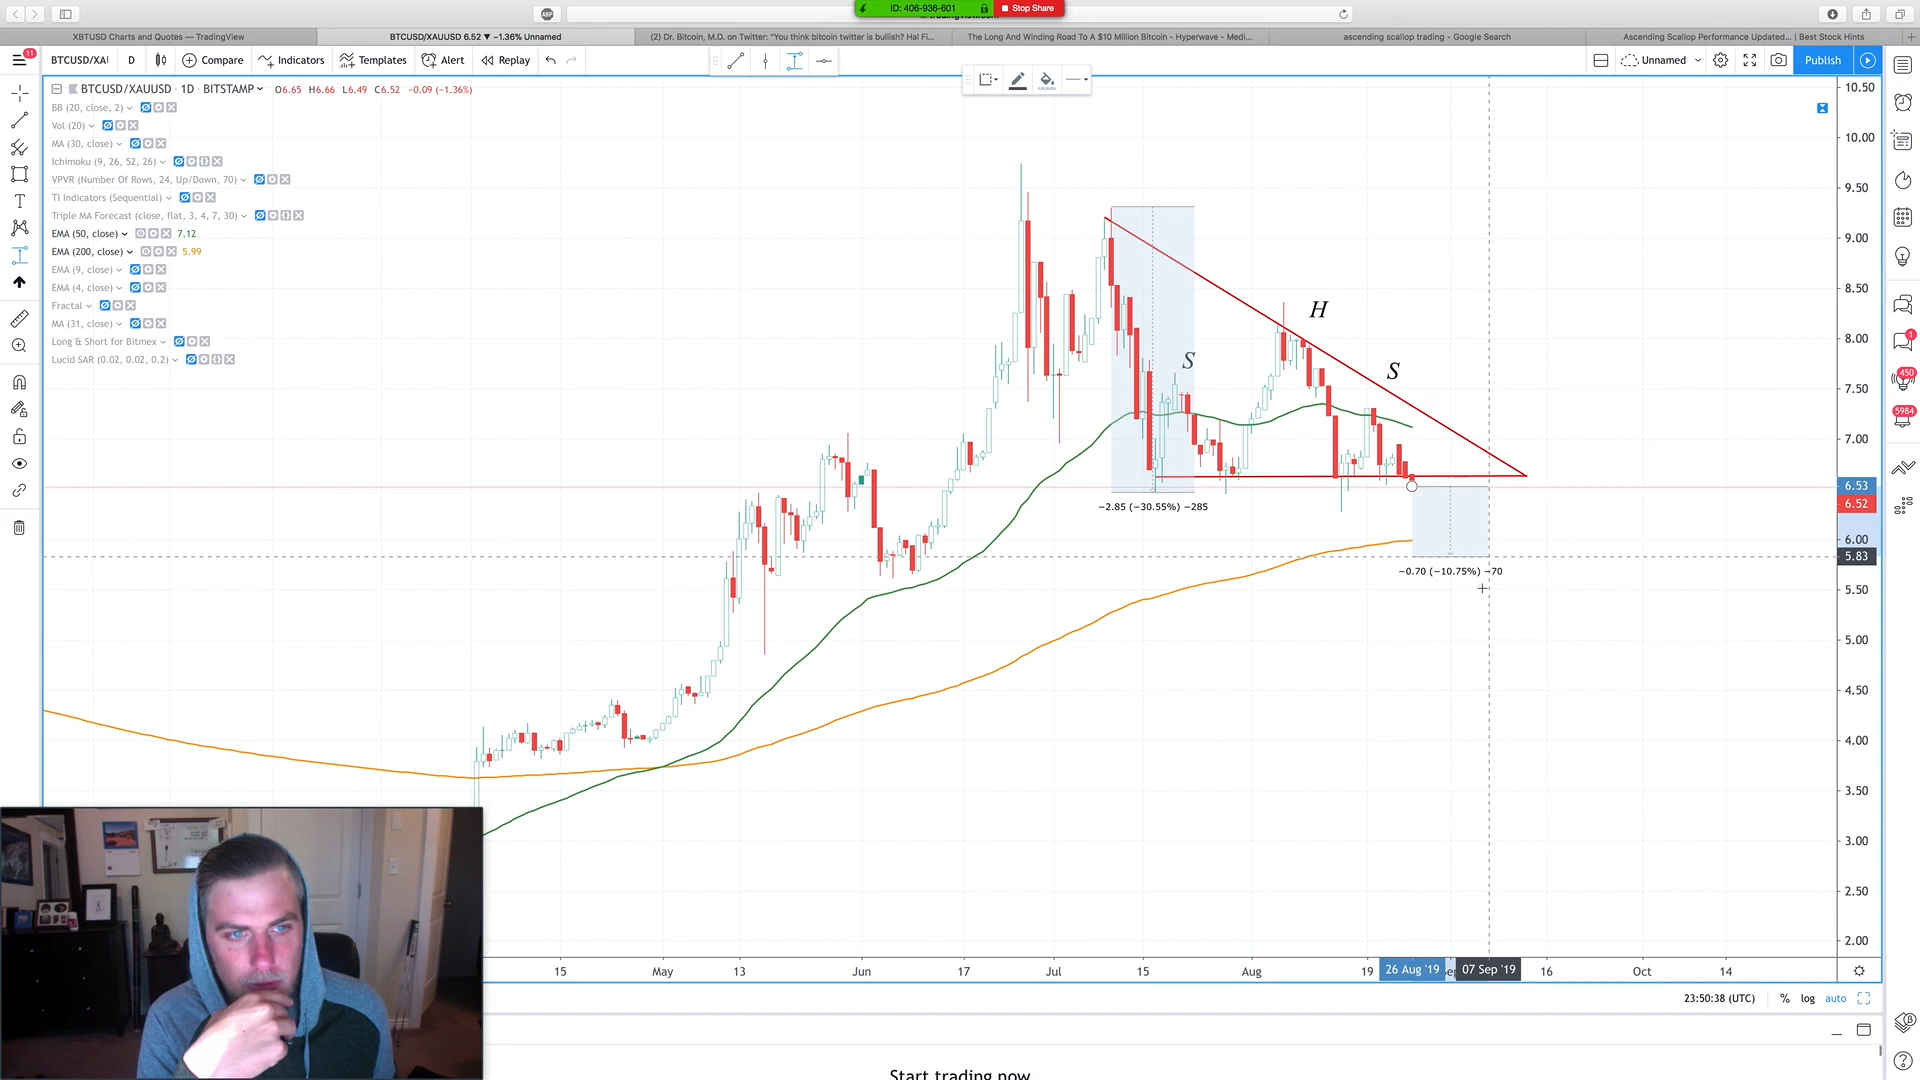 ID: 406-936-601
Stop Share
XBTUSD Charts and Quotes — TradingView
BTCUSD/XAUUSD 6.52 ▼ −1.36% Unnamed
(2) Dr. Bitcoin, M.D. on Twitter: "You think bitcoin twitter is bullish? Hal Fi...
The Long And Winding Road To A $10 Million Bitcoin - Hyperwave - Medi...
ascending scallop trading - Google Search
Ascending Scallop Performance Updated... | Best Stock Hints
11
BTCUSD/XAU
D
Compare
Indicators
Templates
Alert
Replay
Unnamed
Publish
BTCUSD/XAUUSD · 1D · BITSTAMP
O6.65 H6.66 L6.49 C6.52 −0.09 (−1.36%)
BB (20, close, 2)
Vol (20)
MA (30, close)
Ichimoku (9, 26, 52, 26)
VPVR (Number Of Rows, 24, Up/Down, 70)
TI Indicators (Sequential)
Triple MA Forecast (close, flat, 3, 4, 7, 30)
EMA (50, close) 7.12
EMA (200, close) 5.99
EMA (9, close)
EMA (4, close)
Fractal
MA (31, close)
Long & Short for Bitmex
Lucid SAR (0.02, 0.02, 0.2)
S
H
S
−2.85 (−30.55%) −285
−0.70 (−10.75%) −70
10.50
10.00
9.50
9.00
8.50
8.00
7.50
7.00
6.53
6.52
6.00
5.83
5.50
5.00
4.50
4.00
3.50
3.00
2.50
2.00
1
450
5984
15
May
13
Jun
17
Jul
15
Aug
19
26 Aug '19
07 Sep '19
16
Oct
14
23:50:38 (UTC)
%
log
auto
Start trading now